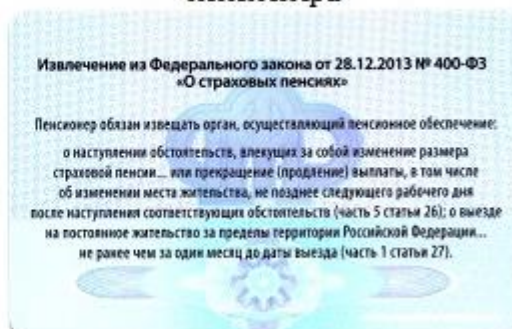 Извлечение из Федерального закона от 28.12.2013 № 400-ФЗ
«О страховых пенсиях»
Пенсионер обязан извещать орган, осуществляющий пенсионное обеспечение:
о наступлении обстоятельств, влекущих за собой изменение размера
страховой пенсии... или прекращение (продление) выплаты, в том числе
об изменении места жительства, не позднее следующего рабочего дня
после наступления соответствующих обстоятельств (часть 5 статьи 26); о выезде
на постоянное жительство за пределы территории Российской Федерации...
не ранее чем за один месяц до даты выезда (часть 1 статьи 27).